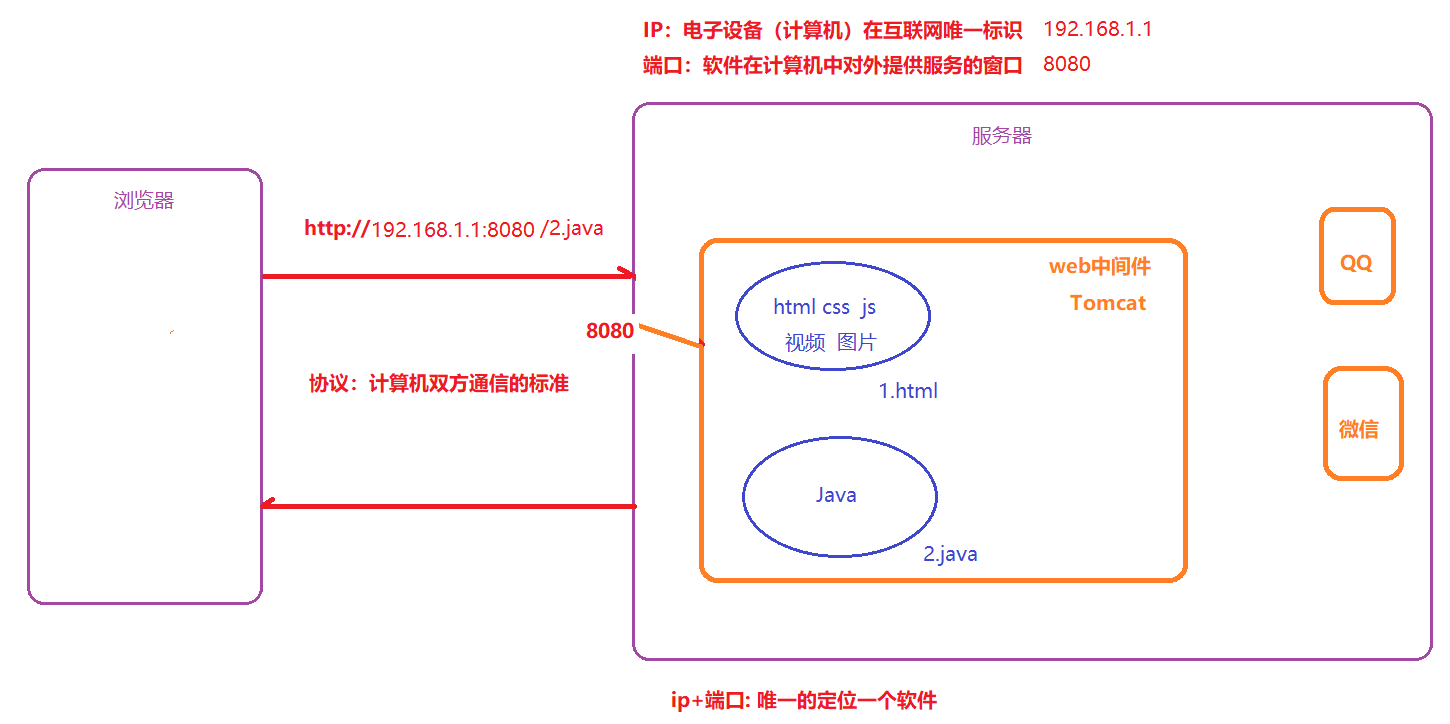 IP：电子设备（计算机）在互联网唯一标识 192.168.1.1
端口：软件在计算机中对外提供服务的窗口 8080
服务器
浏览器
http://192.168.1.1:8080 /2.java
8080
协议：计算机双方通信的标准
web中间件
Tomcat
html css js
视频 图片
1.html
Java
2.java
QQ
微信
ip+端口: 唯一的定位一个软件